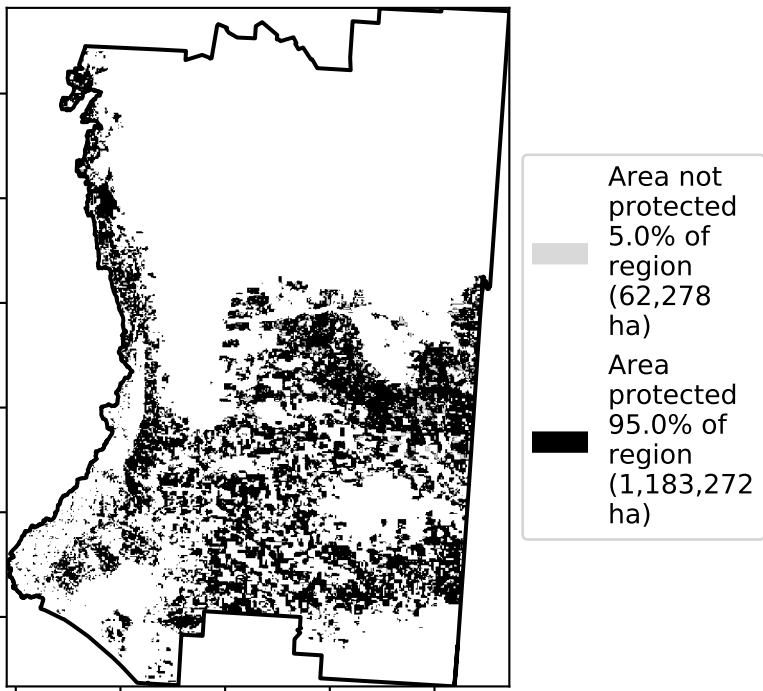 Area not
protected
5.0% of
region
(62,278
ha)
Area
protected
95.0% of
region
(1,183,272
ha)